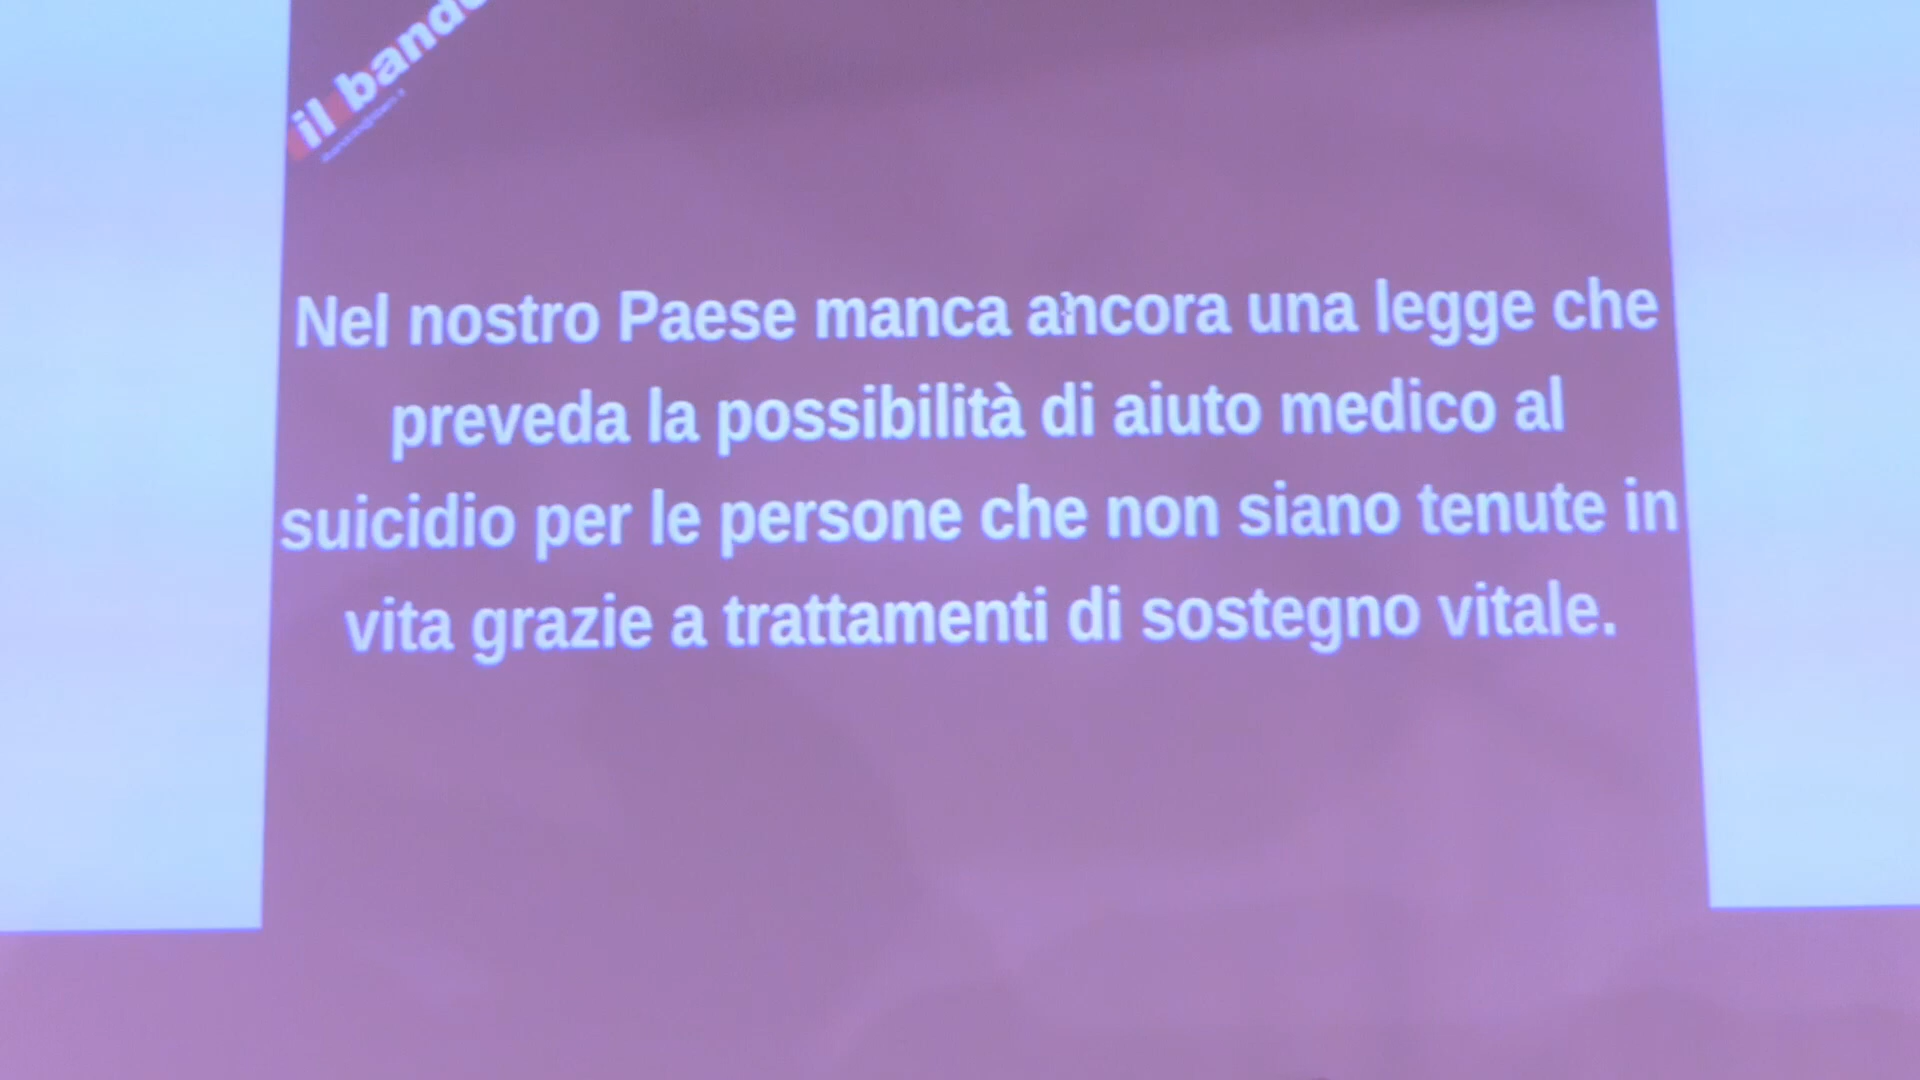 il band
Nel nostro Paese manca ancora una legge che
preveda la possibilità di aiuto medico al
suicidio per le persone che non siano tenute in
vita grazie a trattamenti di sostegno vitale.